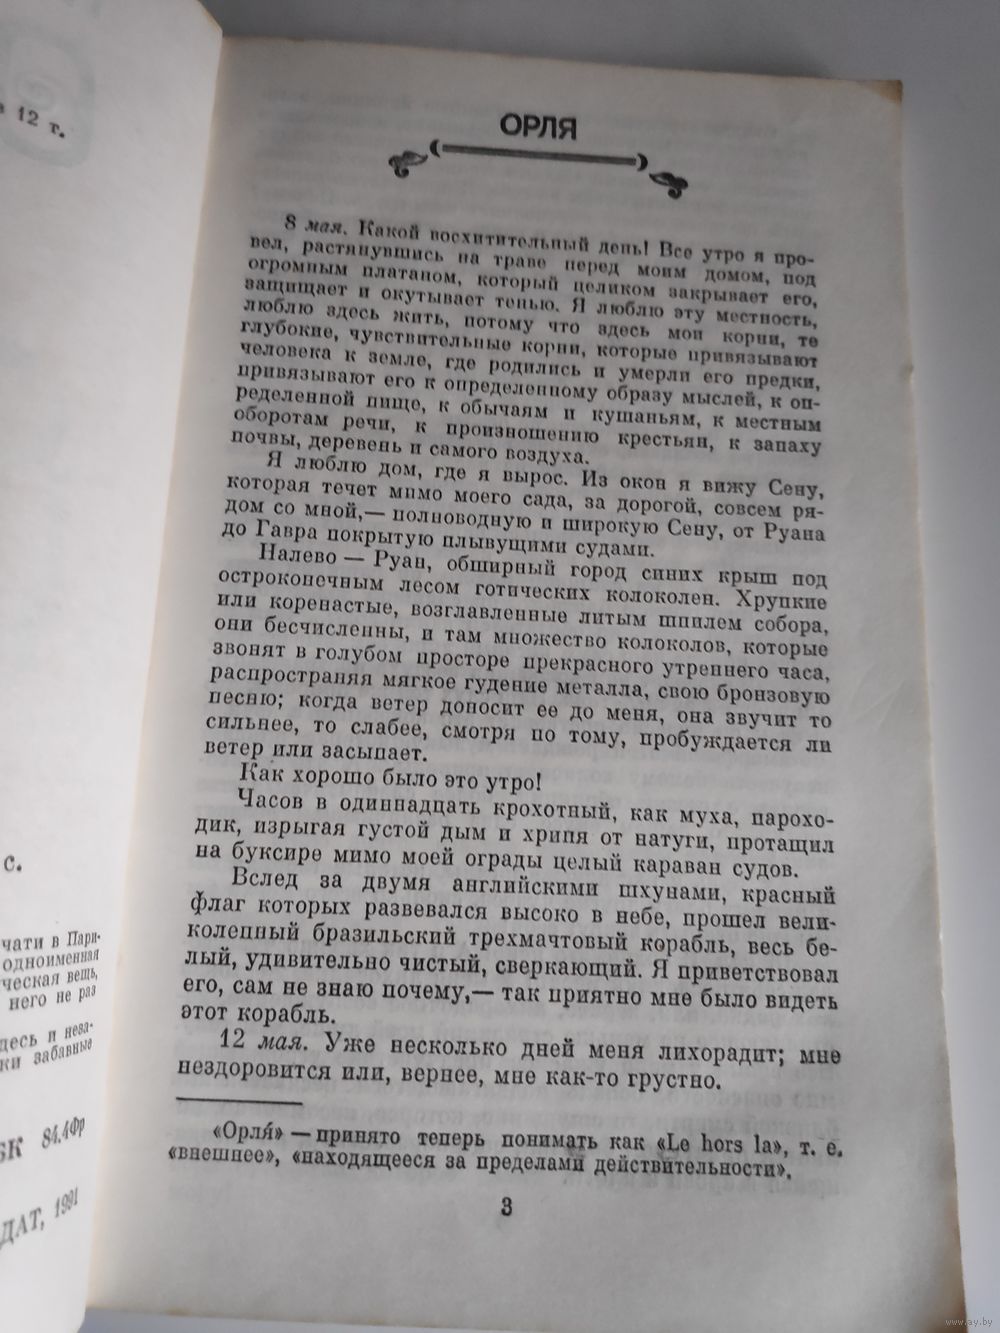 а 12 т.
с.
чати в Пари-
одноименная
ческая вещь,
него не раз
десь и неза-
ки забавные
БК 84.4Фр
ДАТ, 1991
ОРЛЯ
8 мая. Какой восхитительный день! Все утро я про-
вел, растянувшись на траве перед моим домом, под
огромным платаном, который целиком закрывает его,
защищает и окутывает тенью. Я люблю эту местность,
люблю здесь жить, потому что здесь мои корни, те
глубокие, чувствительные корни, которые привязывают
человека к земле, где родились и умерли его предки,
привязывают его к определенному образу мыслей, к оп-
ределенной пище, к обычаям и кушаньям, к местным
оборотам речи, к произношению крестьян, к запаху
почвы, деревень и самого воздуха.
Я люблю дом, где я вырос. Из окон я вижу Сену,
которая течет мимо моего сада, за дорогой, совсем ря-
дом со мной,— полноводную и широкую Сену, от Руана
до Гавра покрытую плывущими судами.
Налево — Руан, обширный город синих крыш под
остроконечным лесом готических колоколен. Хрупкие
или коренастые, возглавленные литым шпилем собора,
они бесчисленны, и там множество колоколов, которые
звонят в голубом просторе прекрасного утреннего часа,
распространяя мягкое гудение металла, свою бронзовую
песню; когда ветер доносит ее до меня, она звучит то
сильнее, то слабее, смотря по тому, пробуждается ли
ветер или засыпает.
Как хорошо было это утро!
Часов в одиннадцать крохотный, как муха, парохо-
дик, изрыгая густой дым и хрипя от натуги, протащил
на буксире мимо моей ограды целый караван судов.
Вслед за двумя английскими шхунами, красный
флаг которых развевался высоко в небе, прошел вели-
колепный бразильский трехмачтовый корабль, весь бе-
лый, удивительно чистый, сверкающий. Я приветствовал
его, сам не знаю почему,— так приятно мне было видеть
этот корабль.
12 мая. Уже несколько дней меня лихорадит; мне
нездоровится или, вернее, мне как-то грустно.
«Орля́» — принято теперь понимать как «Le hors la», т. е.
«внешнее», «находящееся за пределами действительности».
3
www.ay.by